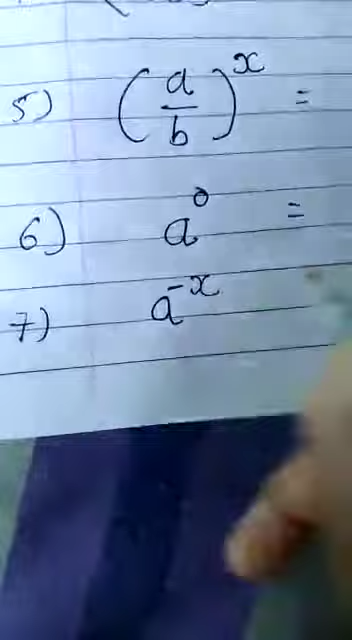 5) (a/b)^x =
6) a^0 =
7) a^-x